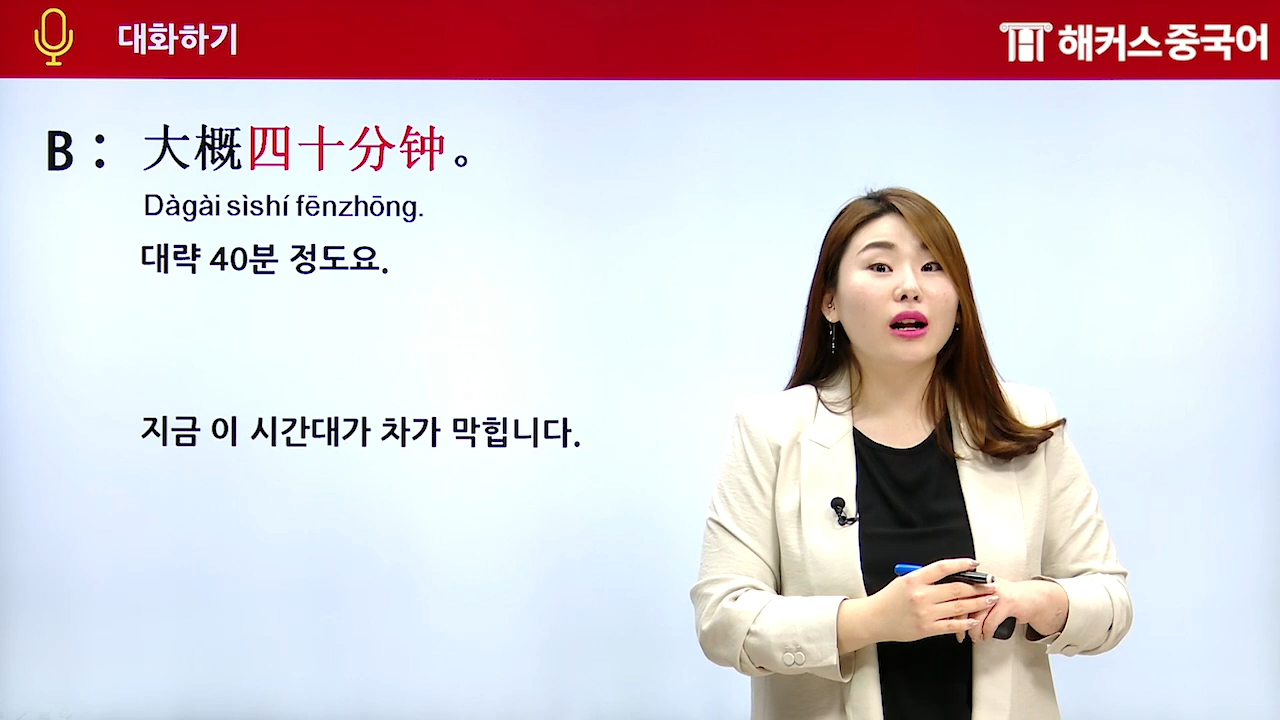 대화하기
해커스중국어
B : 大概四十分钟。
Dàgài sìshí fēnzhōng.
대략 40분 정도요.
지금 이 시간대가 차가 막힙니다.